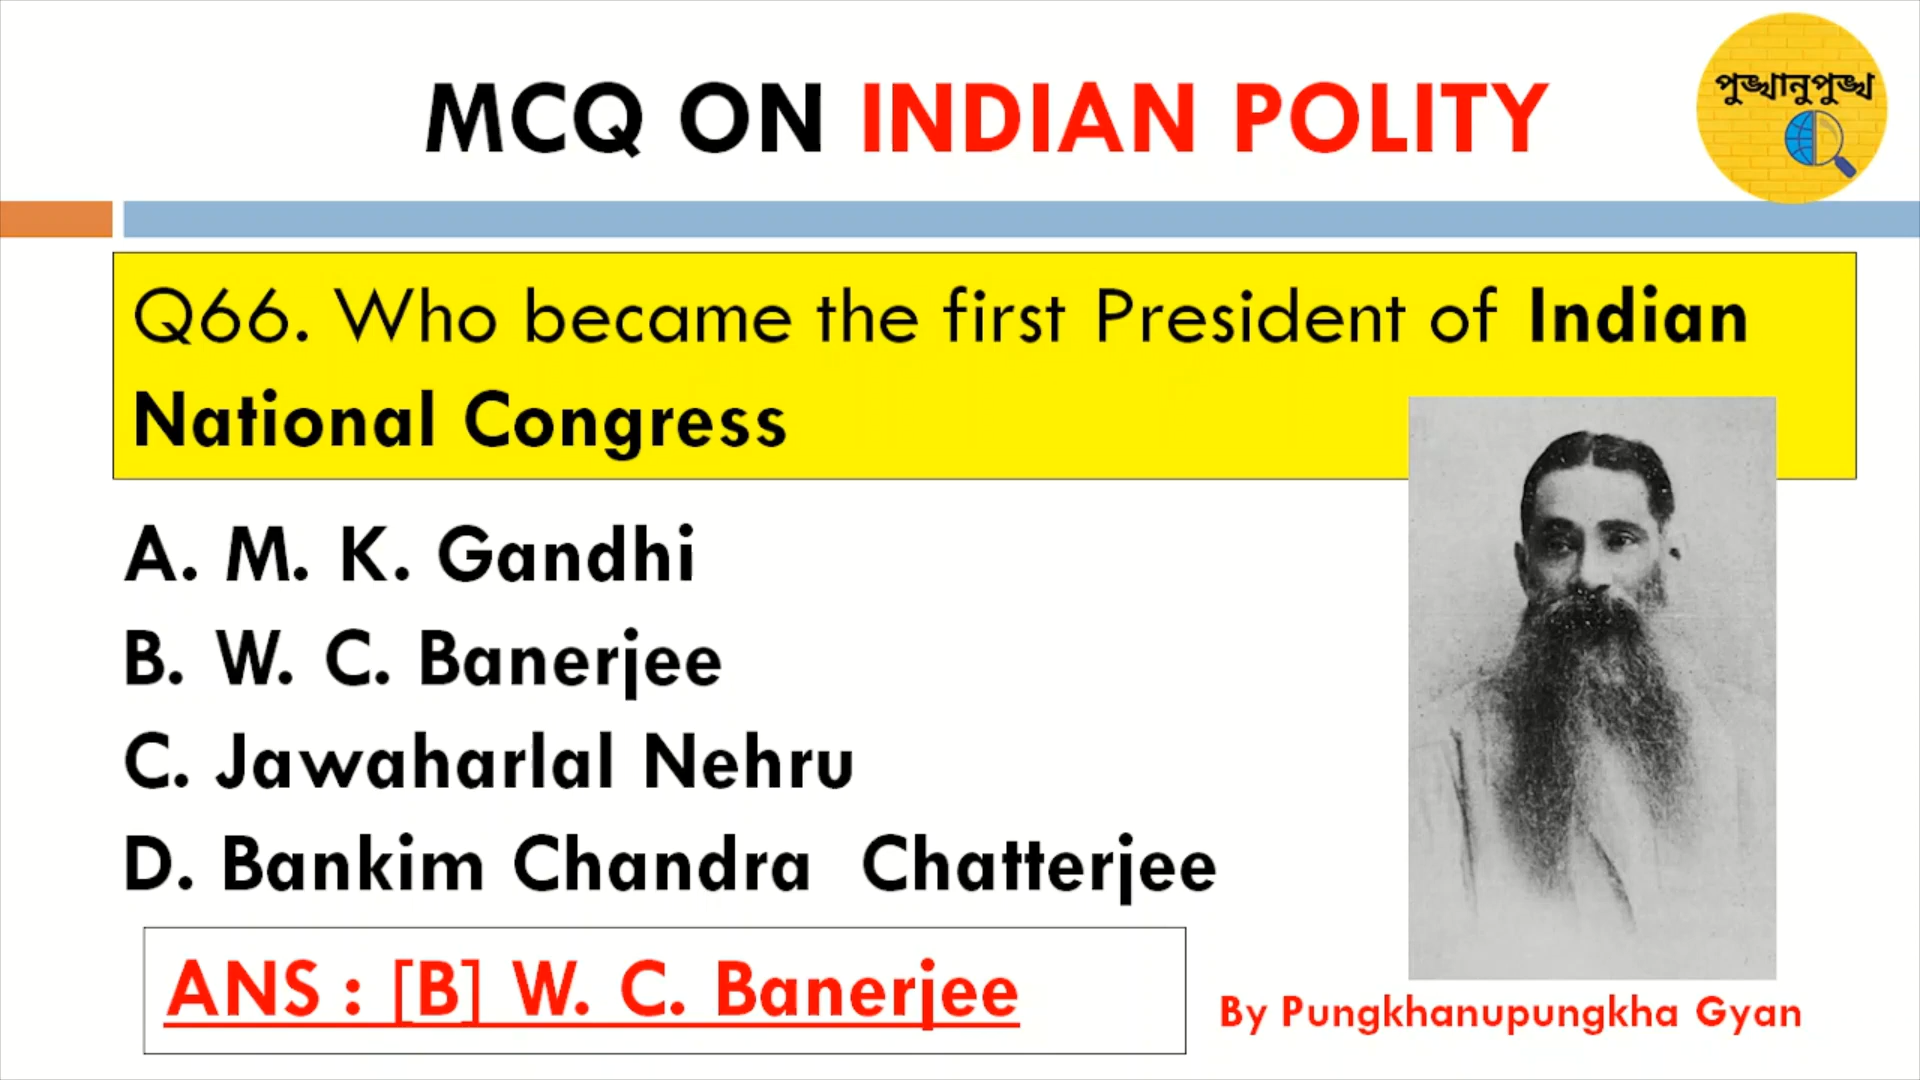 MCQ ON INDIAN POLITY
পুঙ্খানুপুঙ্খ
Q66. Who became the first President of Indian
National Congress
A. M. K. Gandhi
B. W. C. Banerjee
C. Jawaharlal Nehru
D. Bankim Chandra Chatterjee
ANS : [B] W. C. Banerjee
By Pungkhanupungkha Gyan